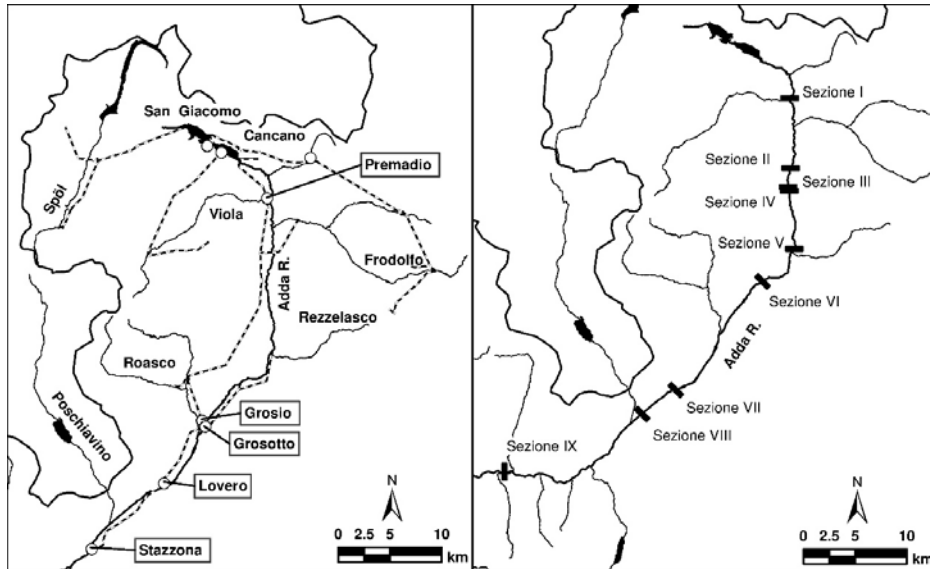 San Giacomo
Cancano
Premadio
Spöl
Viola
Adda R.
Frodolfo
Rezzelasco
Roasco
Poschiavino
Grosio
Grosotto
Lovero
Stazzona
N
0 2.5 5 10
km
Sezione I
Sezione II
Sezione III
Sezione IV
Sezione V
Sezione VI
Adda R.
Sezione VII
Sezione VIII
Sezione IX
N
0 2.5 5 10
km